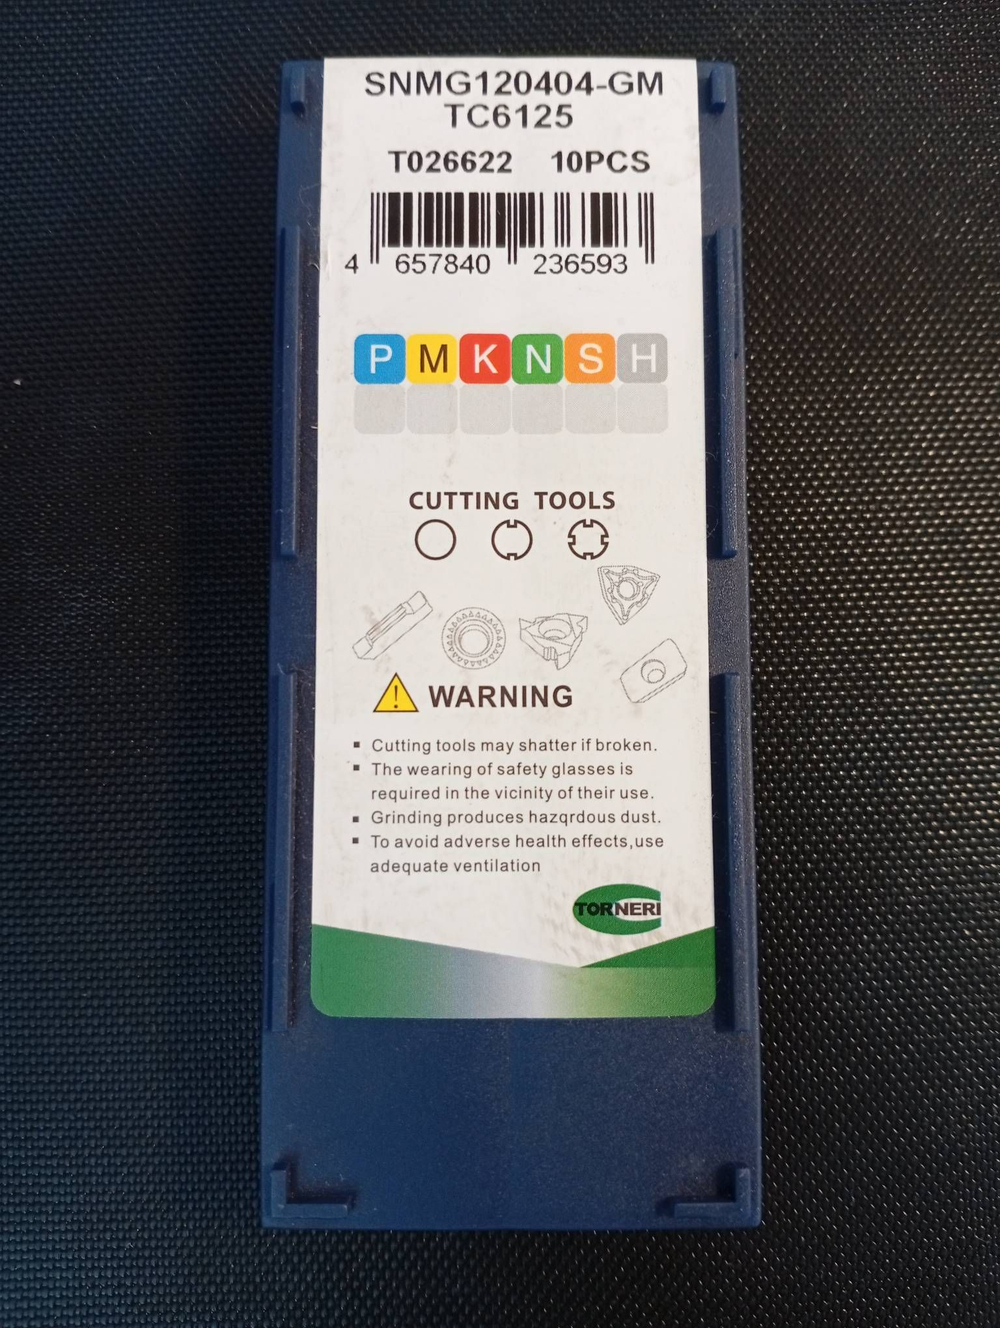 SNMG120404-GM
TC6125
T026622 10PCS
4 657840 236593
P M K N S H
CUTTING TOOLS
WARNING
▪ Cutting tools may shatter if broken.
▪ The wearing of safety glasses is
required in the vicinity of their use.
▪ Grinding produces hazqrdous dust.
▪ To avoid adverse health effects,use
adequate ventilation
TORNERI